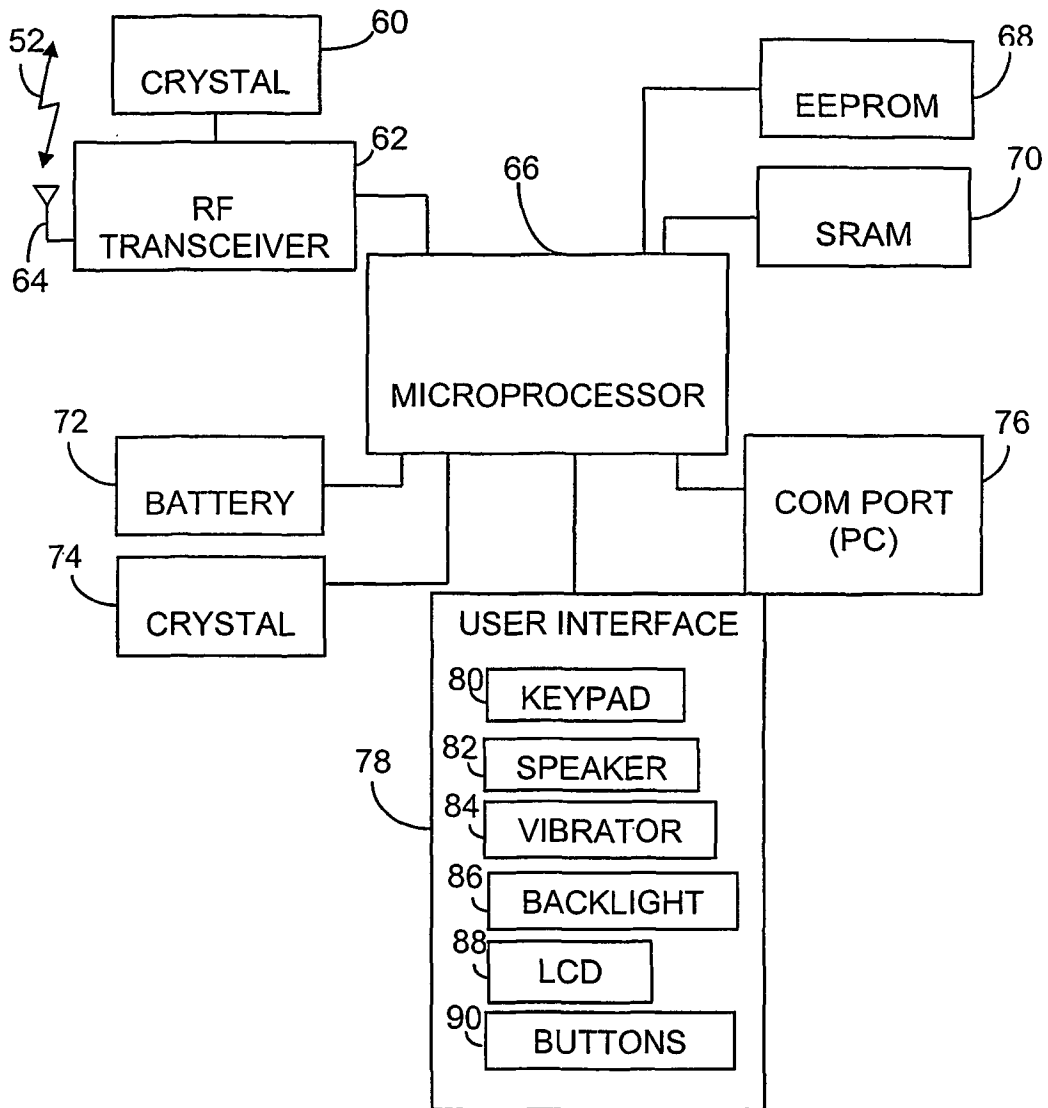 52
60
CRYSTAL
68
EEPROM
62
RF
TRANSCEIVER
64
66
70
SRAM
MICROPROCESSOR
72
BATTERY
74
CRYSTAL
76
COM PORT
(PC)
USER INTERFACE
78
80
KEYPAD
82
SPEAKER
84
VIBRATOR
86
BACKLIGHT
88
LCD
90
BUTTONS